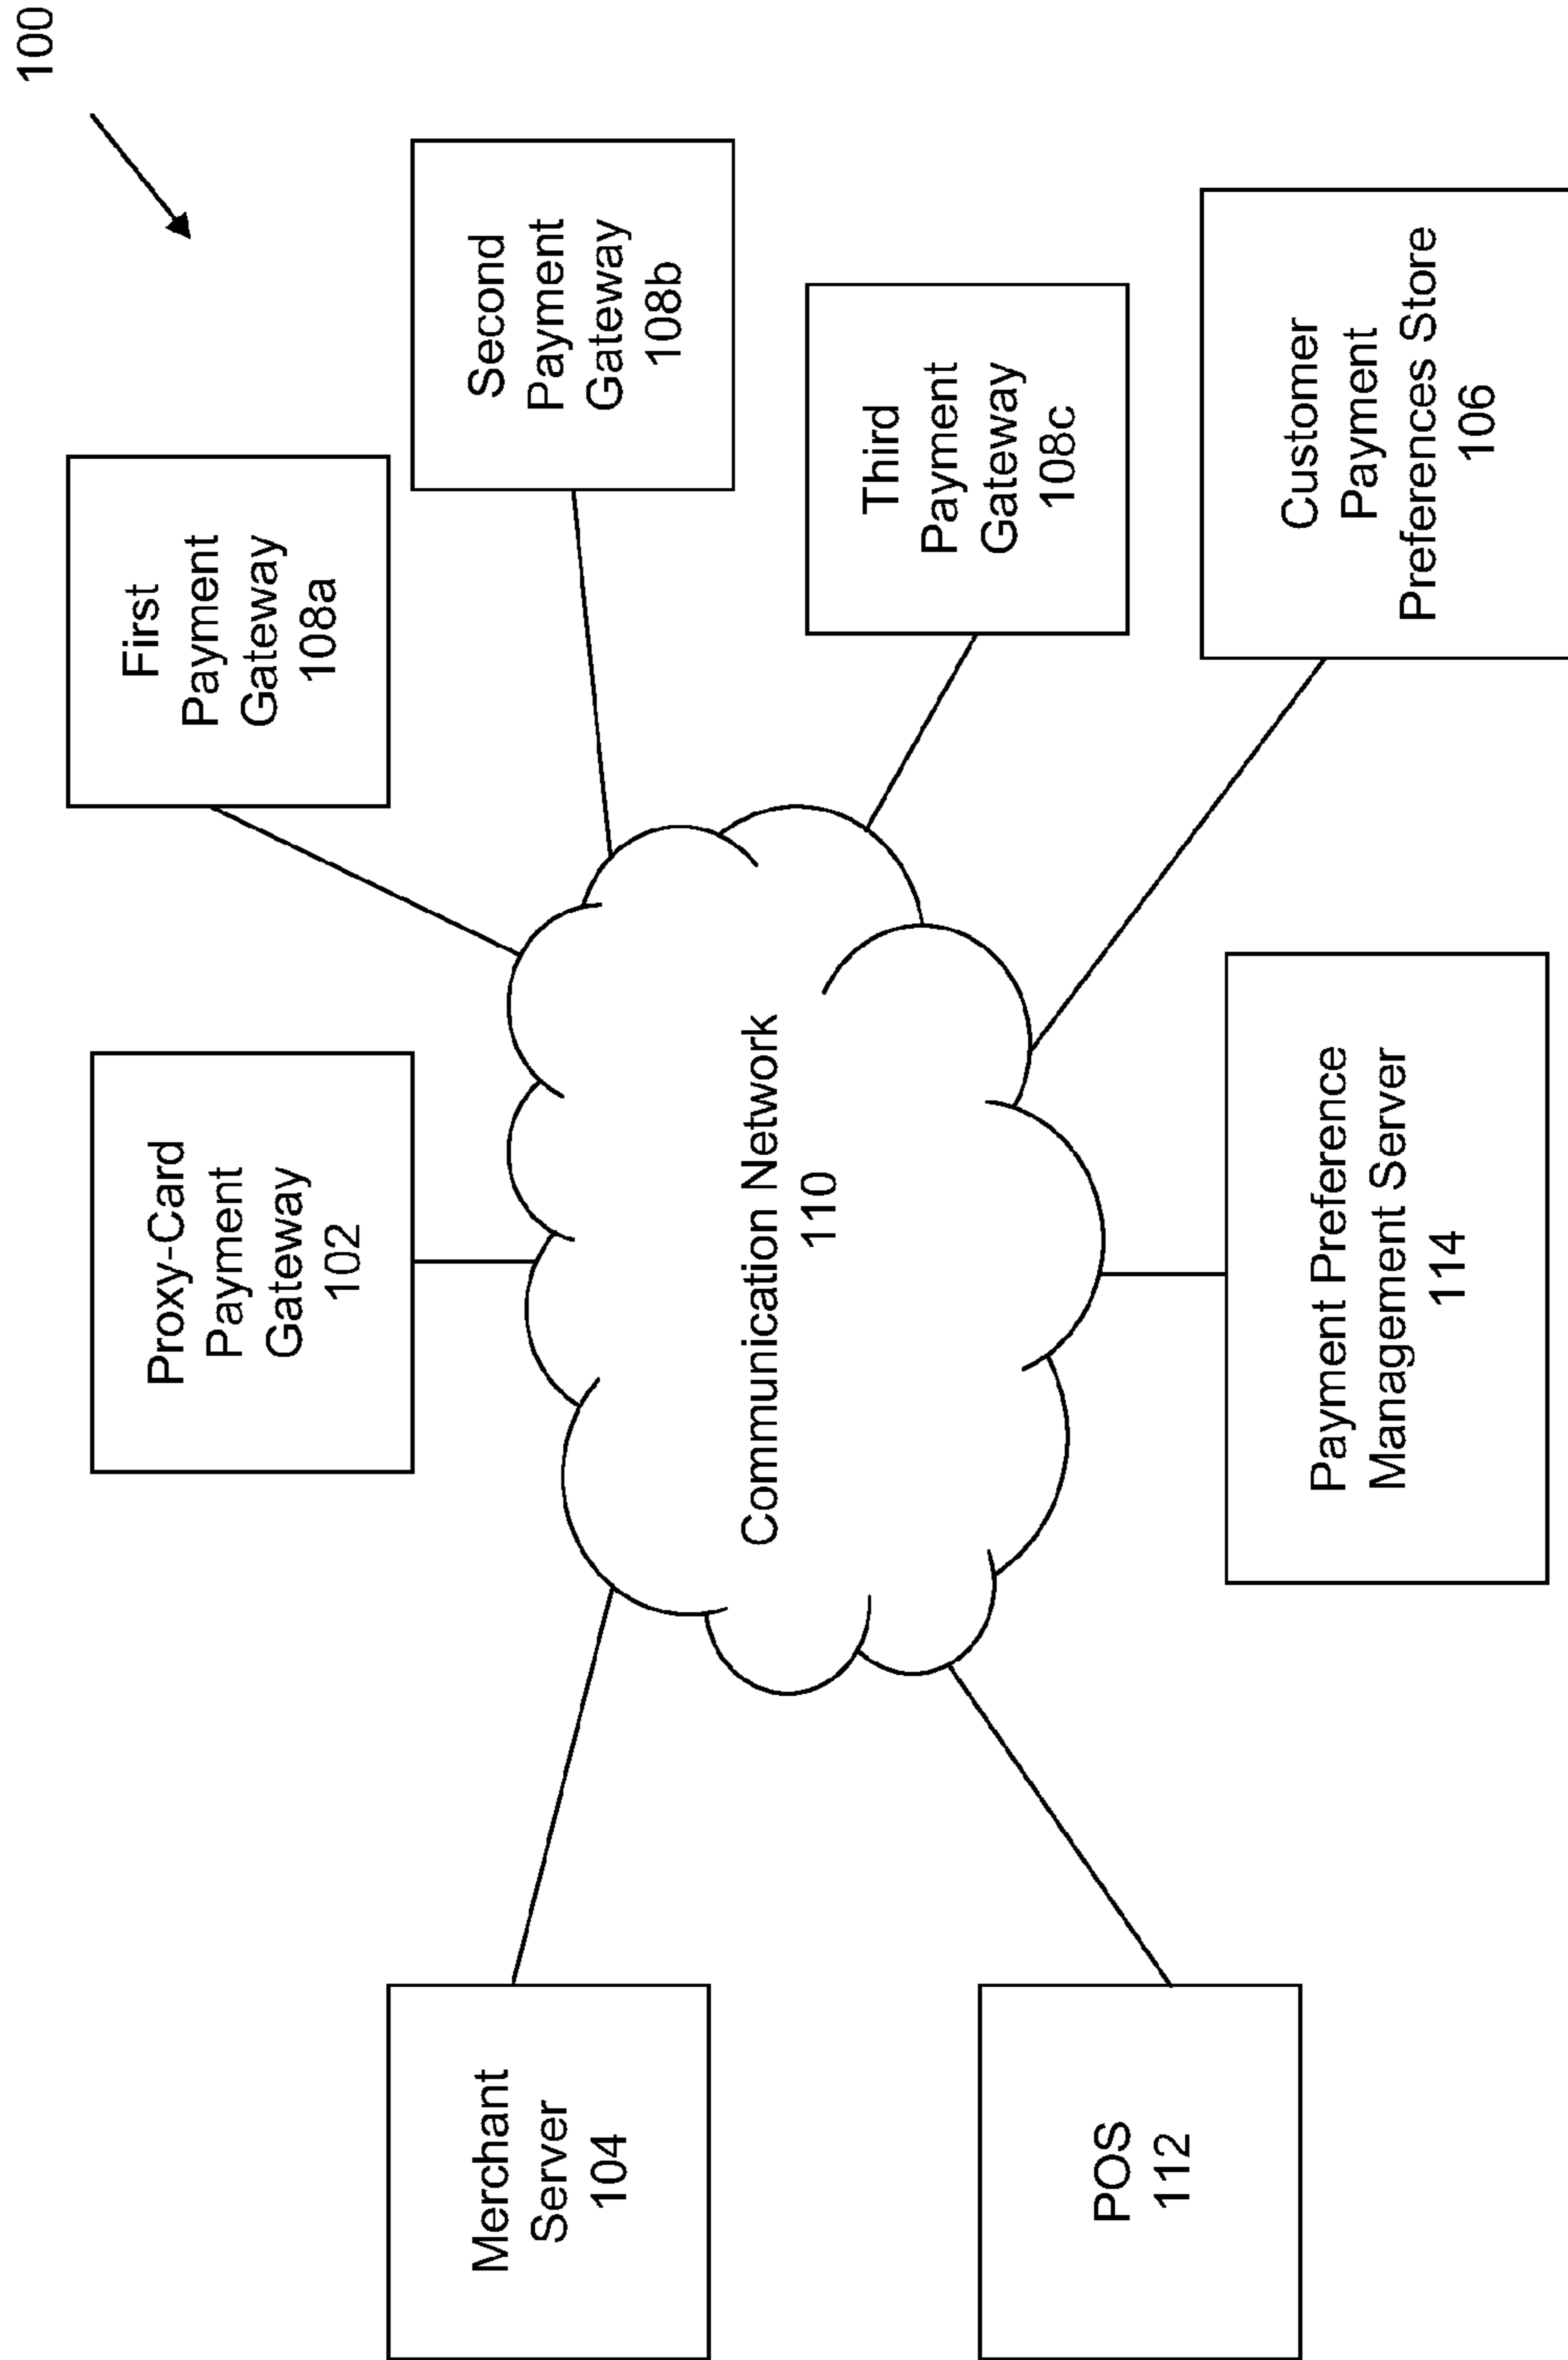 100
First
Payment
Gateway
108a
Second
Payment
Gateway
108b
Proxy-Card
Payment
Gateway
102
Third
Payment
Gateway
108c
Merchant
Server
104
Communication Network
110
Customer
Payment
Preferences Store
106
POS
112
Payment Preference
Management Server
114